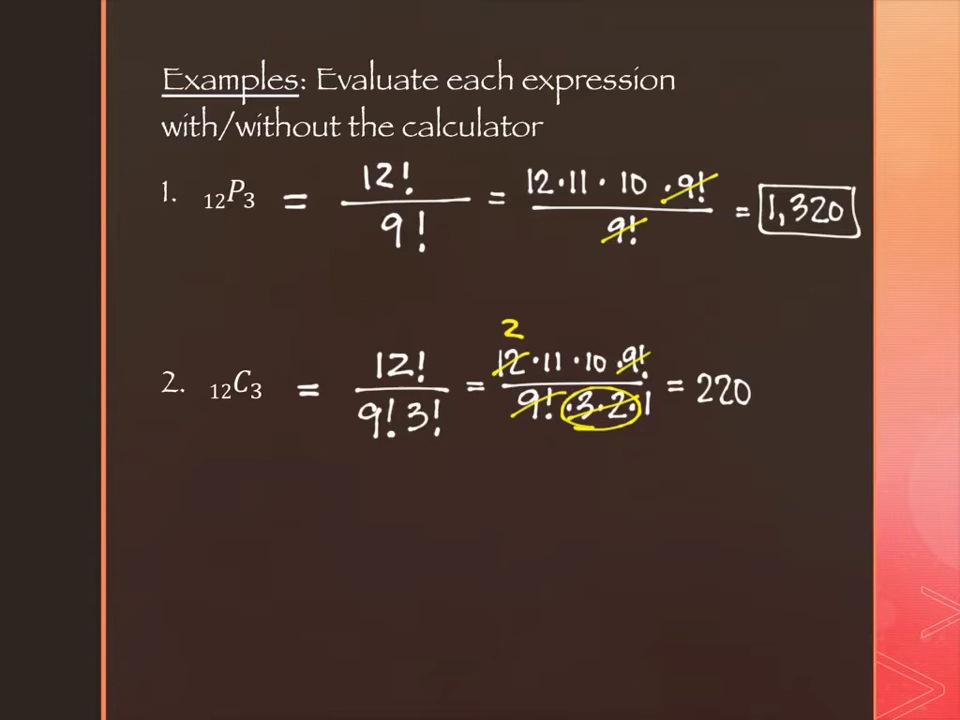 Examples: Evaluate each expression
with/without the calculator
1. ₁₂P₃ = 12!/9! = 12·11·10·9!/9! = 1,320
2
2. ₁₂C₃ = 12!/9!3! = 12·11·10·9!/9!·3·2·1 = 220